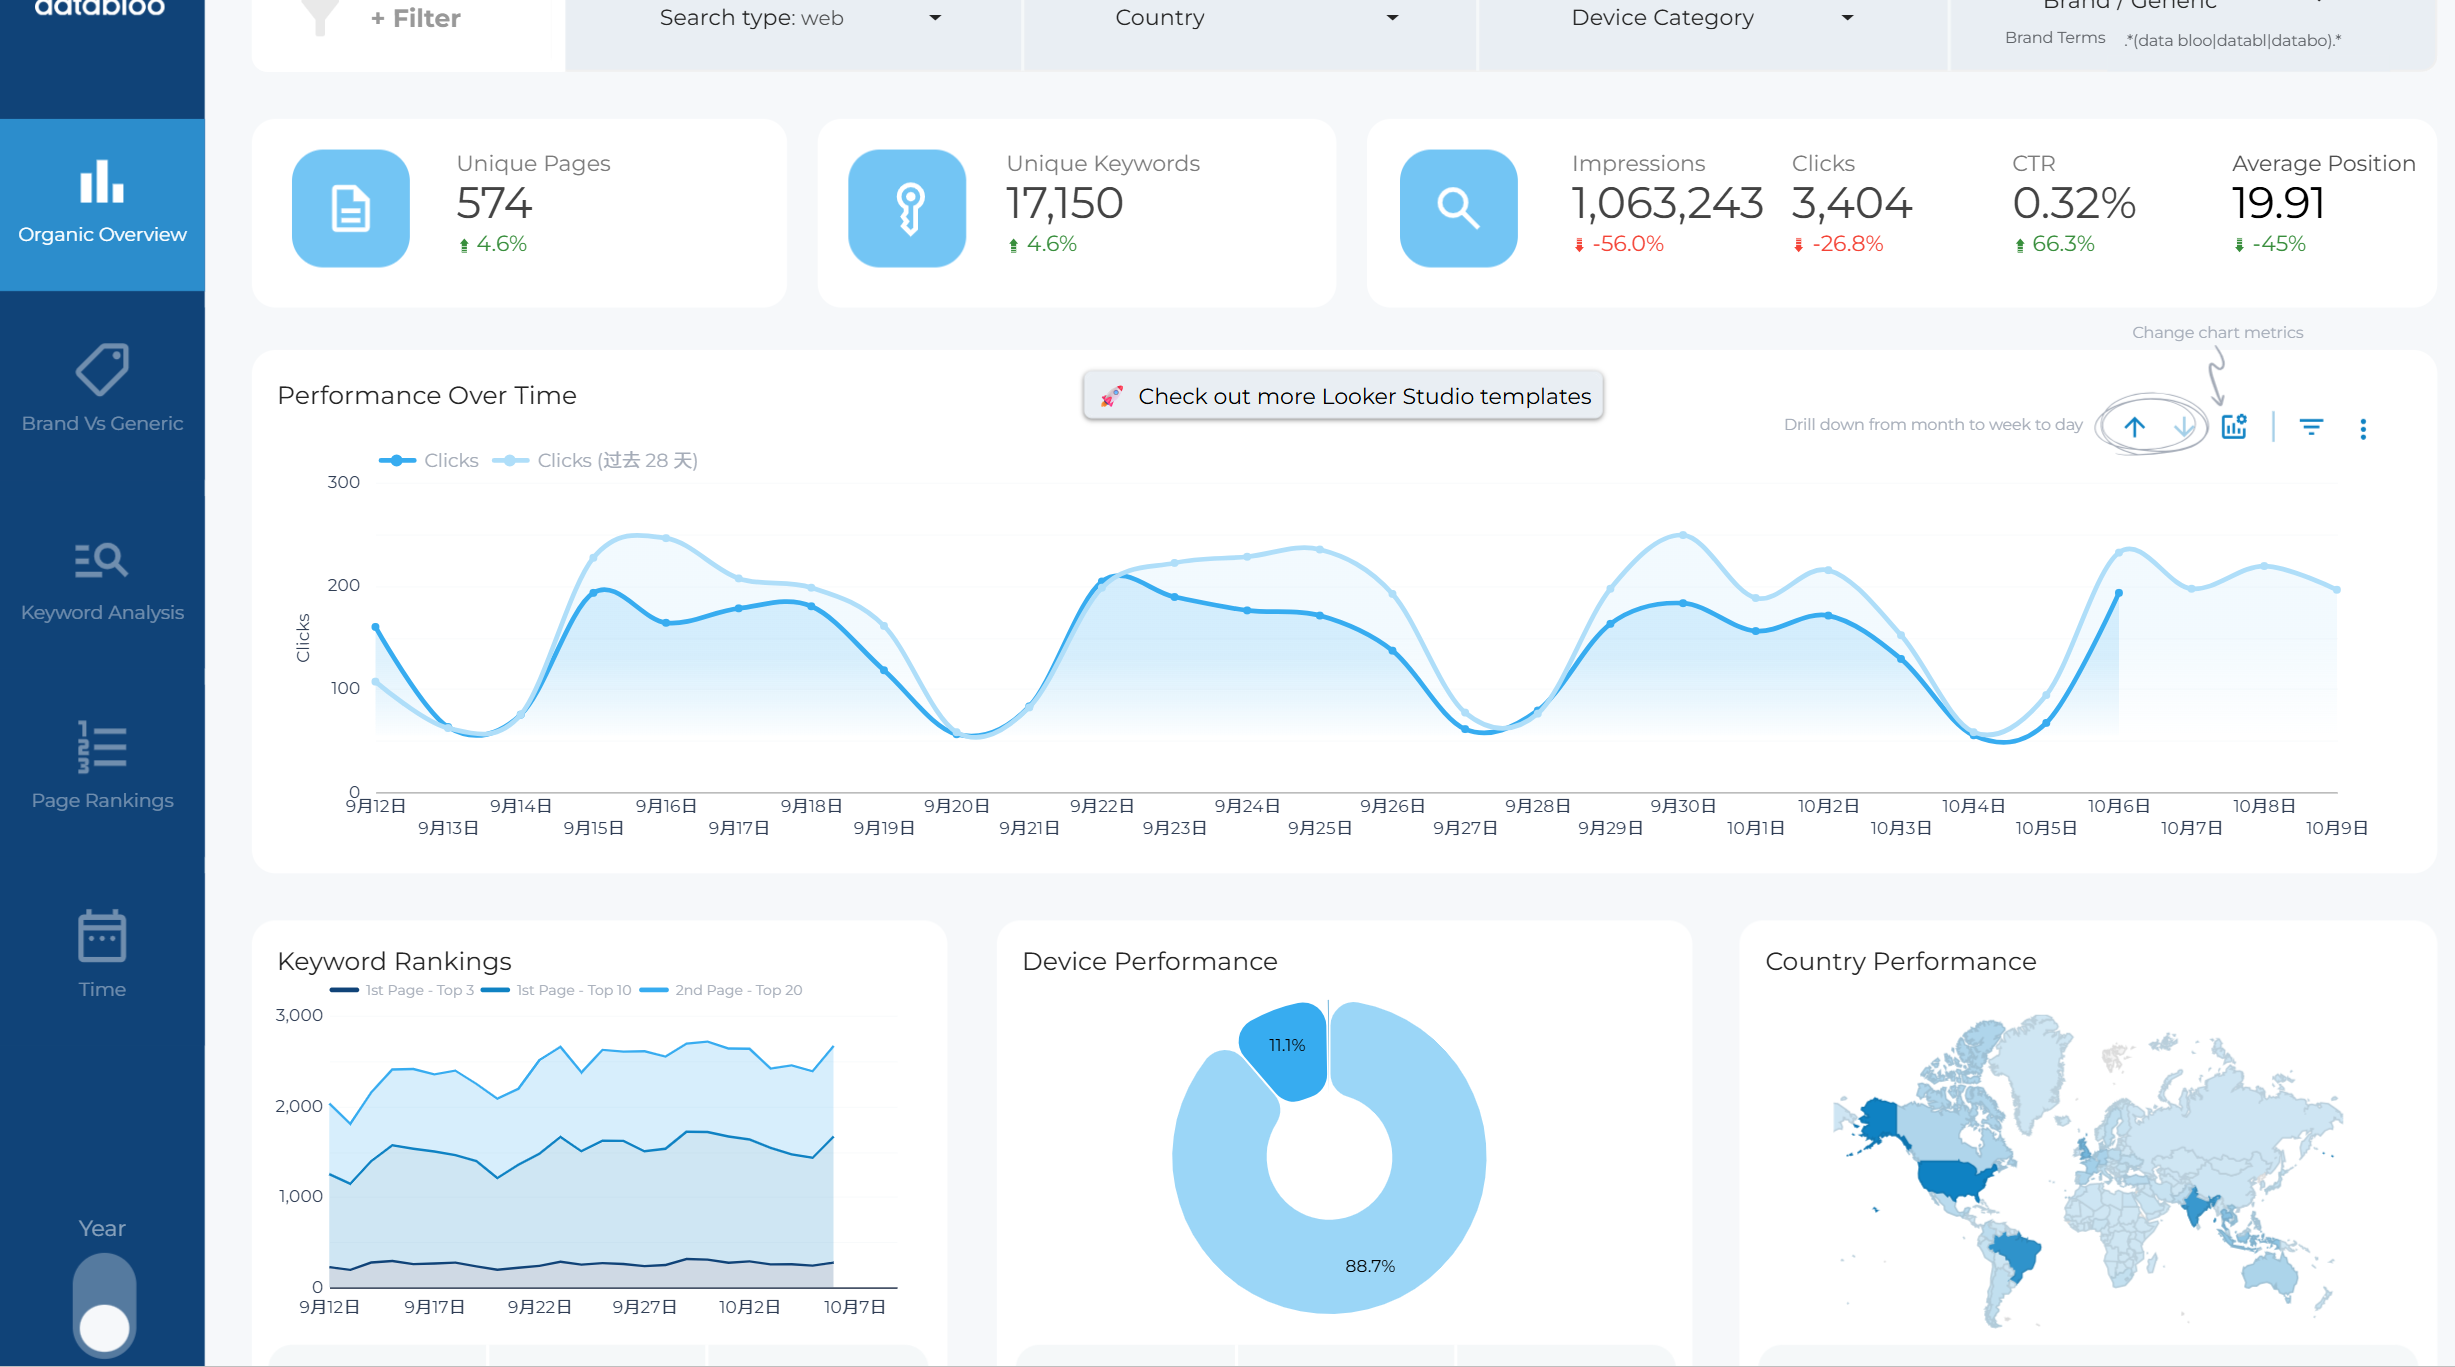 databloo
+ Filter
Search type: web
Country
Device Category
Brand / Generic
Brand Terms .*(data bloo|databl|databo).*
Organic Overview
Brand Vs Generic
Keyword Analysis
Page Rankings
Time
Year
Unique Pages
574
4.6%
Unique Keywords
17,150
4.6%
Impressions
1,063,243
-56.0%
Clicks
3,404
-26.8%
CTR
0.32%
66.3%
Average Position
19.91
-45%
Change chart metrics
Performance Over Time
Check out more Looker Studio templates
Drill down from month to week to day
Clicks
Clicks (过去 28 天)
300
200
100
0
Clicks
9月12日
9月13日
9月14日
9月15日
9月16日
9月17日
9月18日
9月19日
9月20日
9月21日
9月22日
9月23日
9月24日
9月25日
9月26日
9月27日
9月28日
9月29日
9月30日
10月1日
10月2日
10月3日
10月4日
10月5日
10月6日
10月7日
10月8日
10月9日
Keyword Rankings
1st Page - Top 3
1st Page - Top 10
2nd Page - Top 20
3,000
2,000
1,000
0
9月12日
9月17日
9月22日
9月27日
10月2日
10月7日
Device Performance
11.1%
88.7%
Country Performance